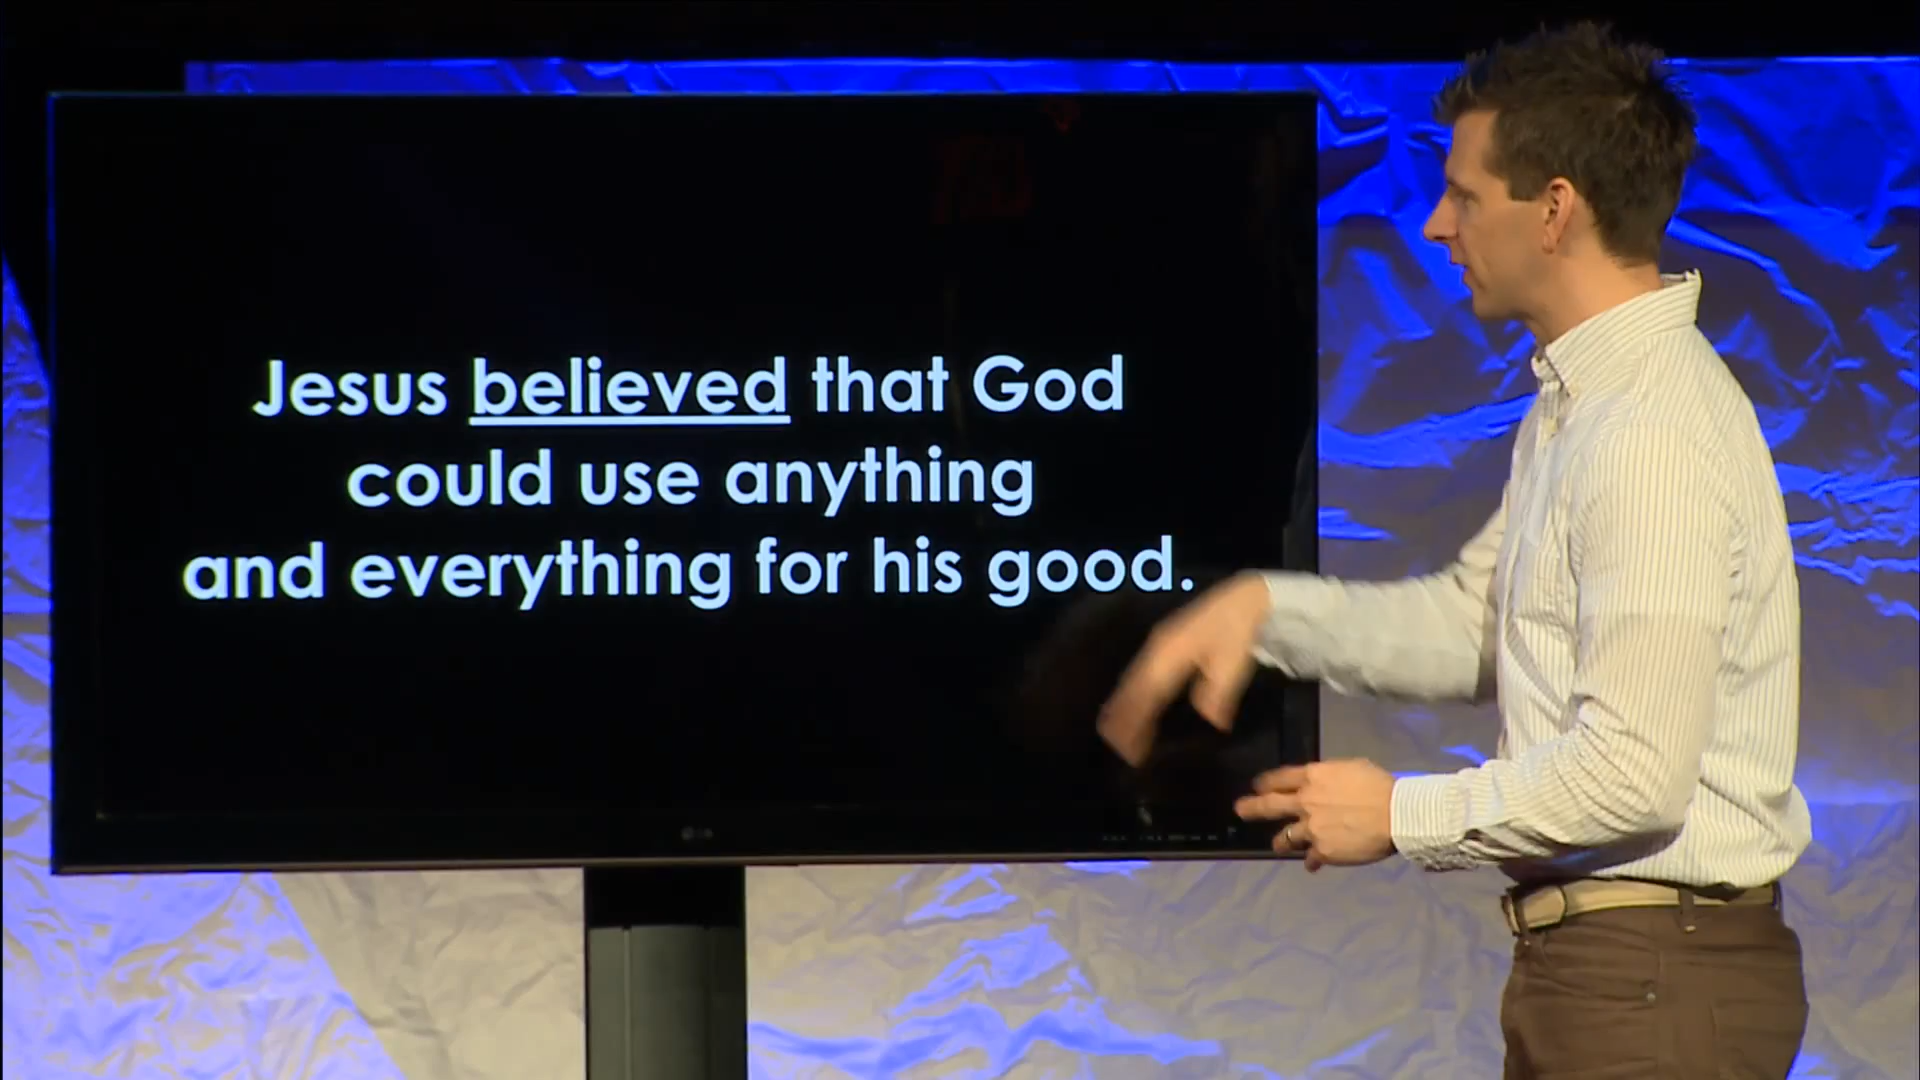 Jesus believed that God
could use anything
and everything for his good.